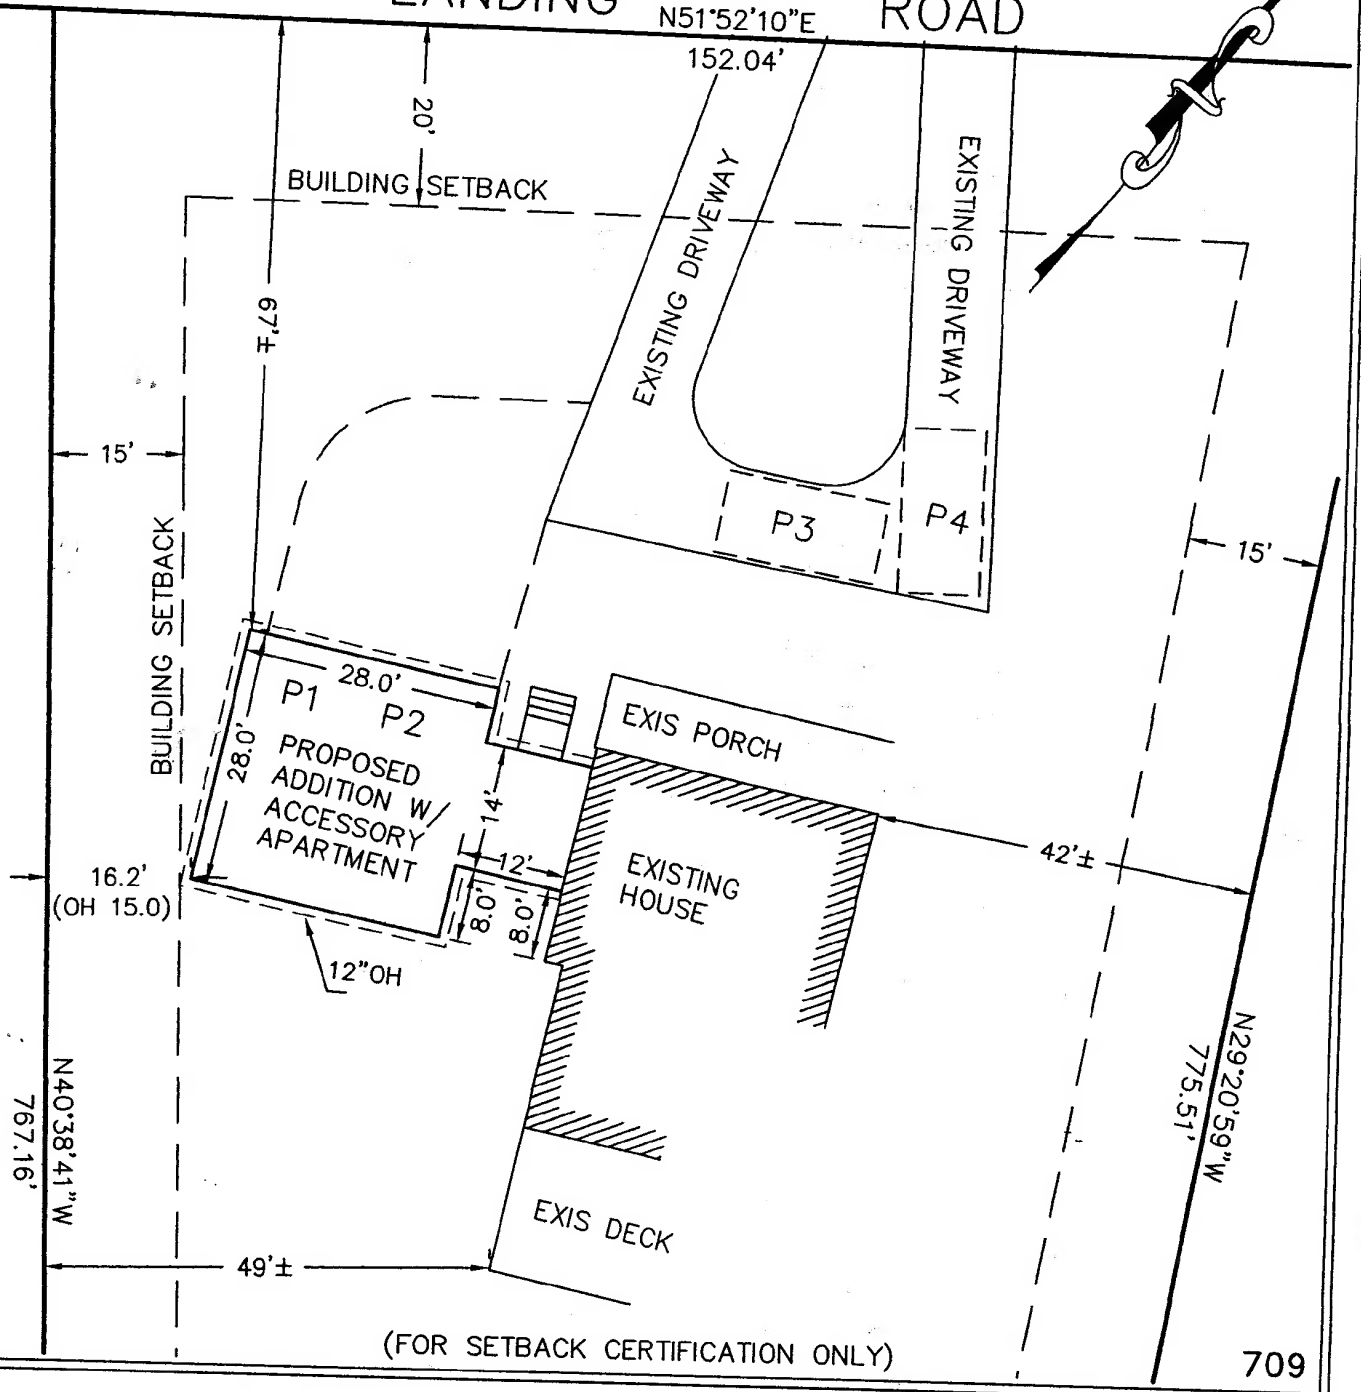 LANDING ROAD
N51°52'10"E
152.04'
20'
BUILDING SETBACK
EXISTING DRIVEWAY
EXISTING DRIVEWAY
67'±
15'
BUILDING SETBACK
P3
P4
15'
28.0'
P1
P2
28.0'
PROPOSED
ADDITION W/
ACCESSORY
APARTMENT
EXIS PORCH
14'
12'
8.0'
8.0'
EXISTING
HOUSE
42'±
16.2'
(OH 15.0)
12"OH
N40°38'41"W
767.16'
N29°20'59"W
775.51'
EXIS DECK
49'±
(FOR SETBACK CERTIFICATION ONLY)
709